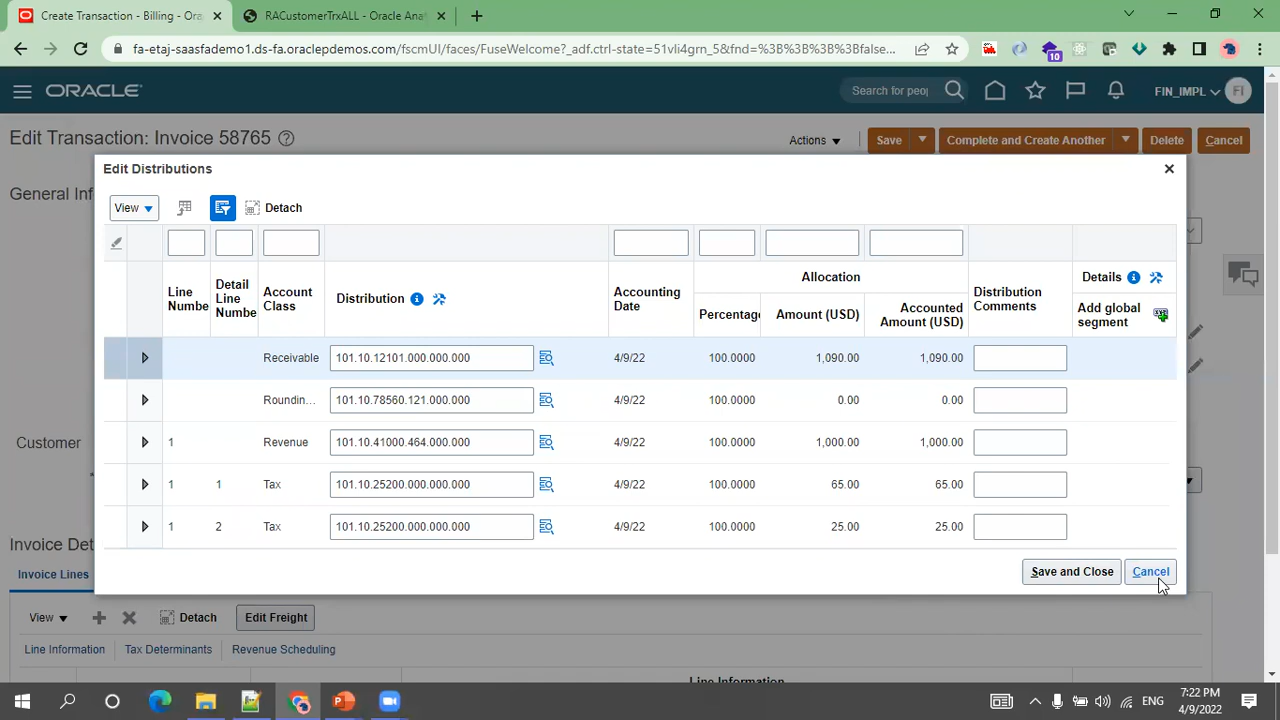 Create Transaction - Billing - Ora
RACustomerTrxALL - Oracle Anal
fa-etaj-saasfademo1.ds-fa.oraclepdemos.com/fscmUI/faces/FuseWelcome?_adf.ctrl-state=51vli4grn_5&fnd=%3B%3B%3B%3Bfalse...
10
ORACLE
Search for peop
FIN_IMPL
FI
Edit Transaction: Invoice 58765
Actions
Save
Complete and Create Another
Delete
Cancel
General Inf
Edit Distributions
View
Detach
Line Numbe
Detail Line Numbe
Account Class
Distribution
Accounting Date
Allocation
Percentag
Amount (USD)
Accounted Amount (USD)
Distribution Comments
Details
Add global segment
Receivable 101.10.12101.000.000.000 4/9/22 100.0000 1,090.00 1,090.00
Roundin... 101.10.78560.121.000.000 4/9/22 100.0000 0.00 0.00
1 Revenue 101.10.41000.464.000.000 4/9/22 100.0000 1,000.00 1,000.00
1 1 Tax 101.10.25200.000.000.000 4/9/22 100.0000 65.00 65.00
1 2 Tax 101.10.25200.000.000.000 4/9/22 100.0000 25.00 25.00
Save and Close
Cancel
Customer
*
Invoice Det
Invoice Lines
View
Detach
Edit Freight
Line Information
Tax Determinants
Revenue Scheduling
Line Information
ENG
7:22 PM
4/9/2022